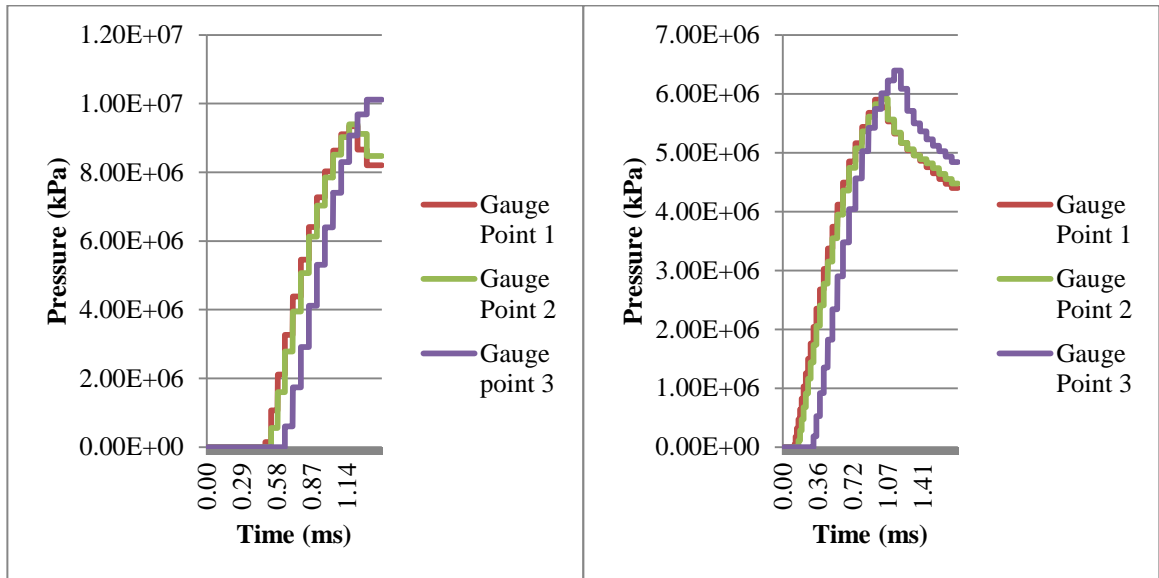 1.20E+07
1.00E+07
8.00E+06
6.00E+06
4.00E+06
2.00E+06
0.00E+00
Pressure (kPa)
0.00
0.29
0.58
0.87
1.14
Time (ms)
Gauge
Point 1
Gauge
Point 2
Gauge
point 3
7.00E+06
6.00E+06
5.00E+06
4.00E+06
3.00E+06
2.00E+06
1.00E+06
0.00E+00
Pressure (kPa)
0.00
0.36
0.72
1.07
1.41
Time (ms)
Gauge
Point 1
Gauge
Point 2
Gauge
Point 3